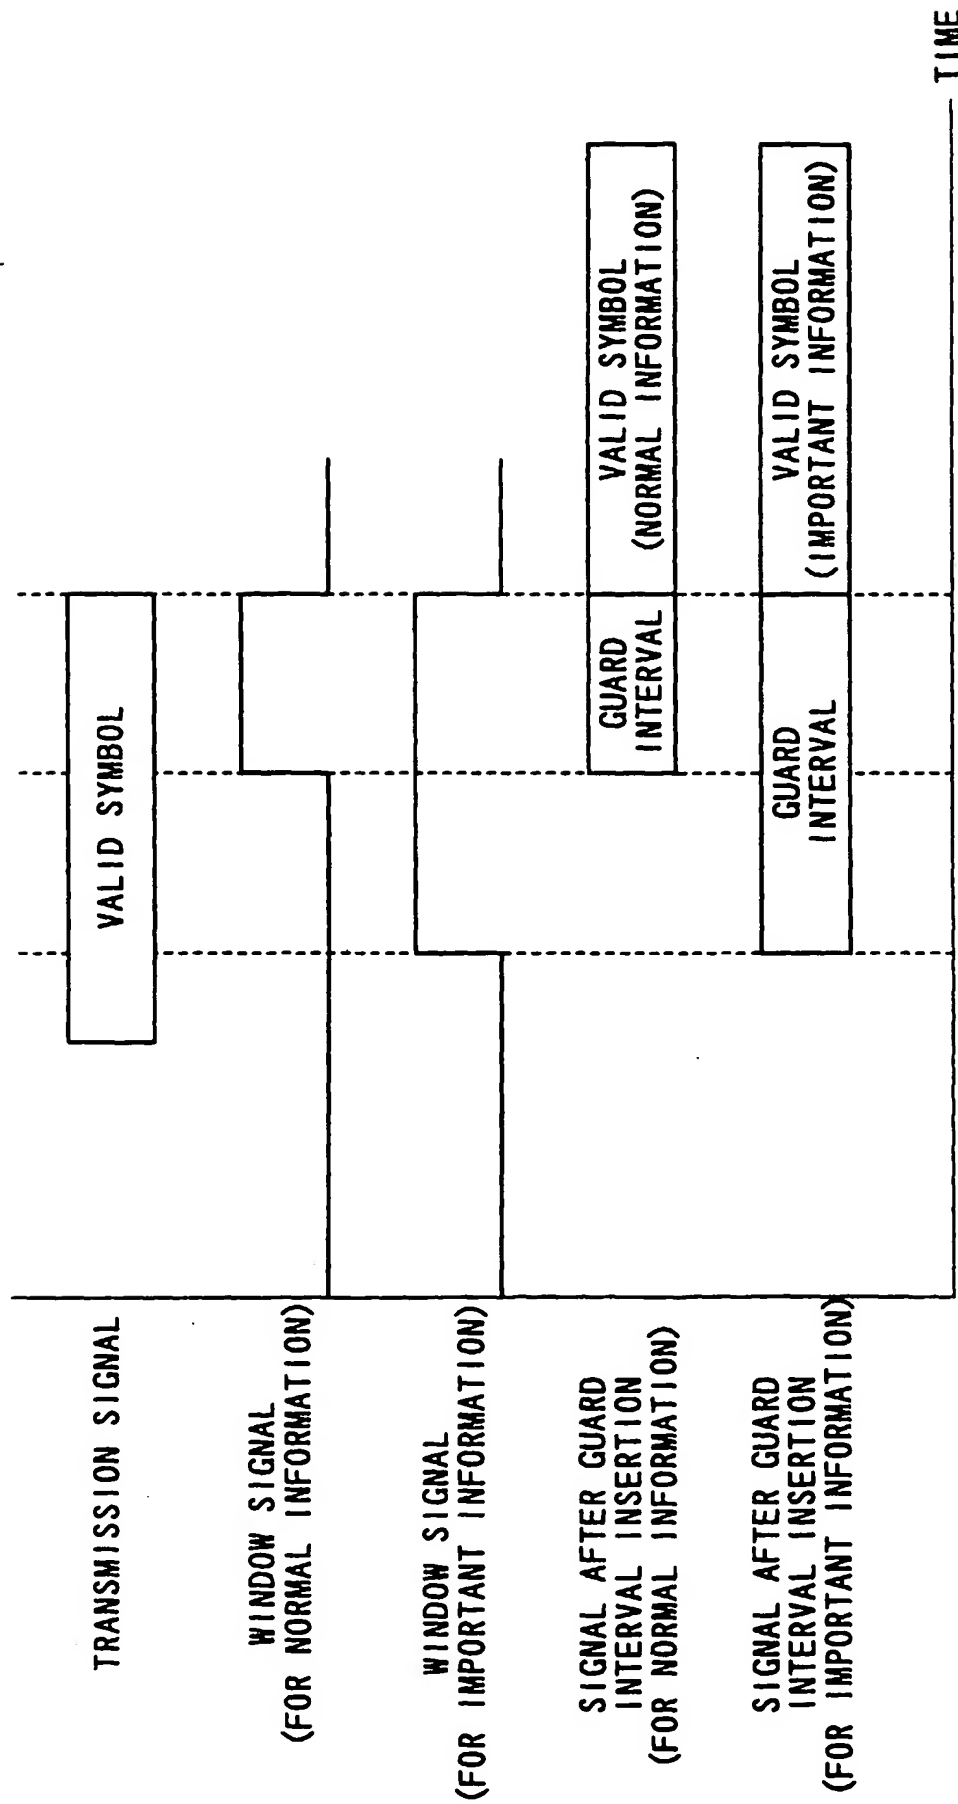 TRANSMISSION SIGNAL
VALID SYMBOL
WINDOW SIGNAL
(FOR NORMAL INFORMATION)
WINDOW SIGNAL
(FOR IMPORTANT INFORMATION)
SIGNAL AFTER GUARD
INTERVAL INSERTION
(FOR NORMAL INFORMATION)
GUARD
INTERVAL
VALID SYMBOL
(NORMAL INFORMATION)
SIGNAL AFTER GUARD
INTERVAL INSERTION
(FOR IMPORTANT INFORMATION)
GUARD
INTERVAL
VALID SYMBOL
(IMPORTANT INFORMATION)
TIME